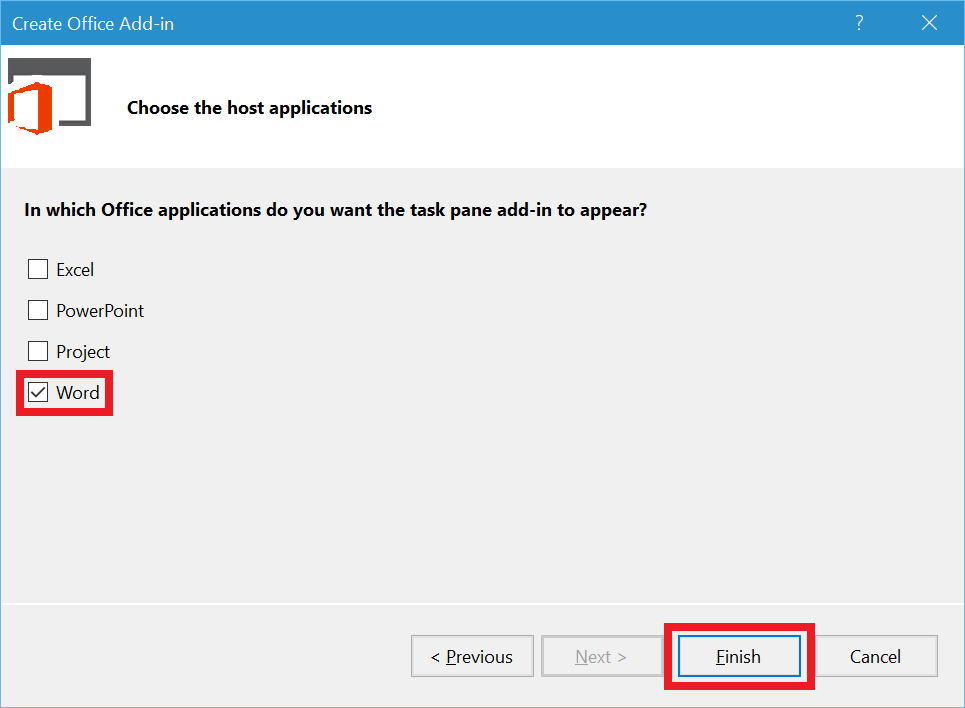 Create Office Add-in ?
Choose the host applications
In which Office applications do you want the task pane add-in to appear?
Excel
PowerPoint
Project
Word
< Previous Next > Finish Cancel